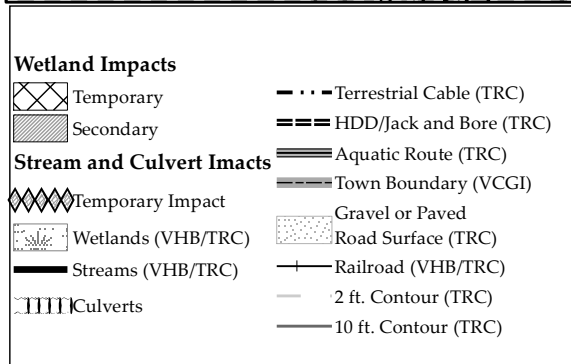 Wetland Impacts
Temporary
Secondary
Stream and Culvert Imacts
Temporary Impact
Wetlands (VHB/TRC)
Streams (VHB/TRC)
Culverts
Terrestrial Cable (TRC)
HDD/Jack and Bore (TRC)
Aquatic Route (TRC)
Town Boundary (VCGI)
Gravel or Paved
Road Surface (TRC)
Railroad (VHB/TRC)
2 ft. Contour (TRC)
10 ft. Contour (TRC)